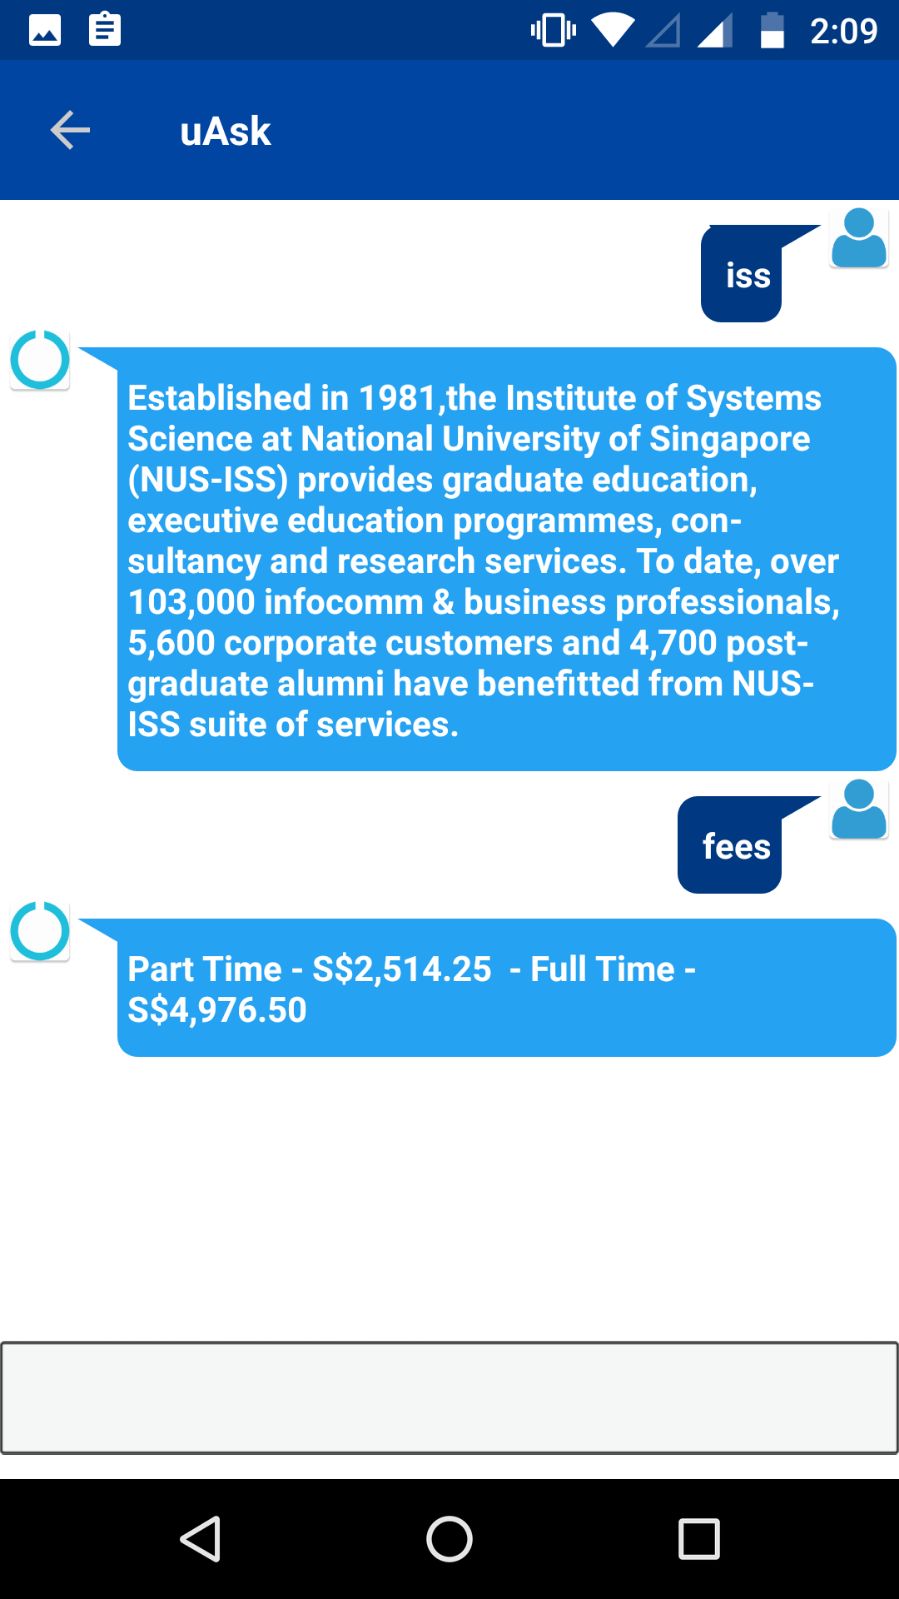 2:09
uAsk
iss
Established in 1981,the Institute of Systems
Science at National University of Singapore
(NUS-ISS) provides graduate education,
executive education programmes, con-
sultancy and research services. To date, over
103,000 infocomm & business professionals,
5,600 corporate customers and 4,700 post-
graduate alumni have benefitted from NUS-
ISS suite of services.
fees
Part Time - S$2,514.25  - Full Time -
S$4,976.50